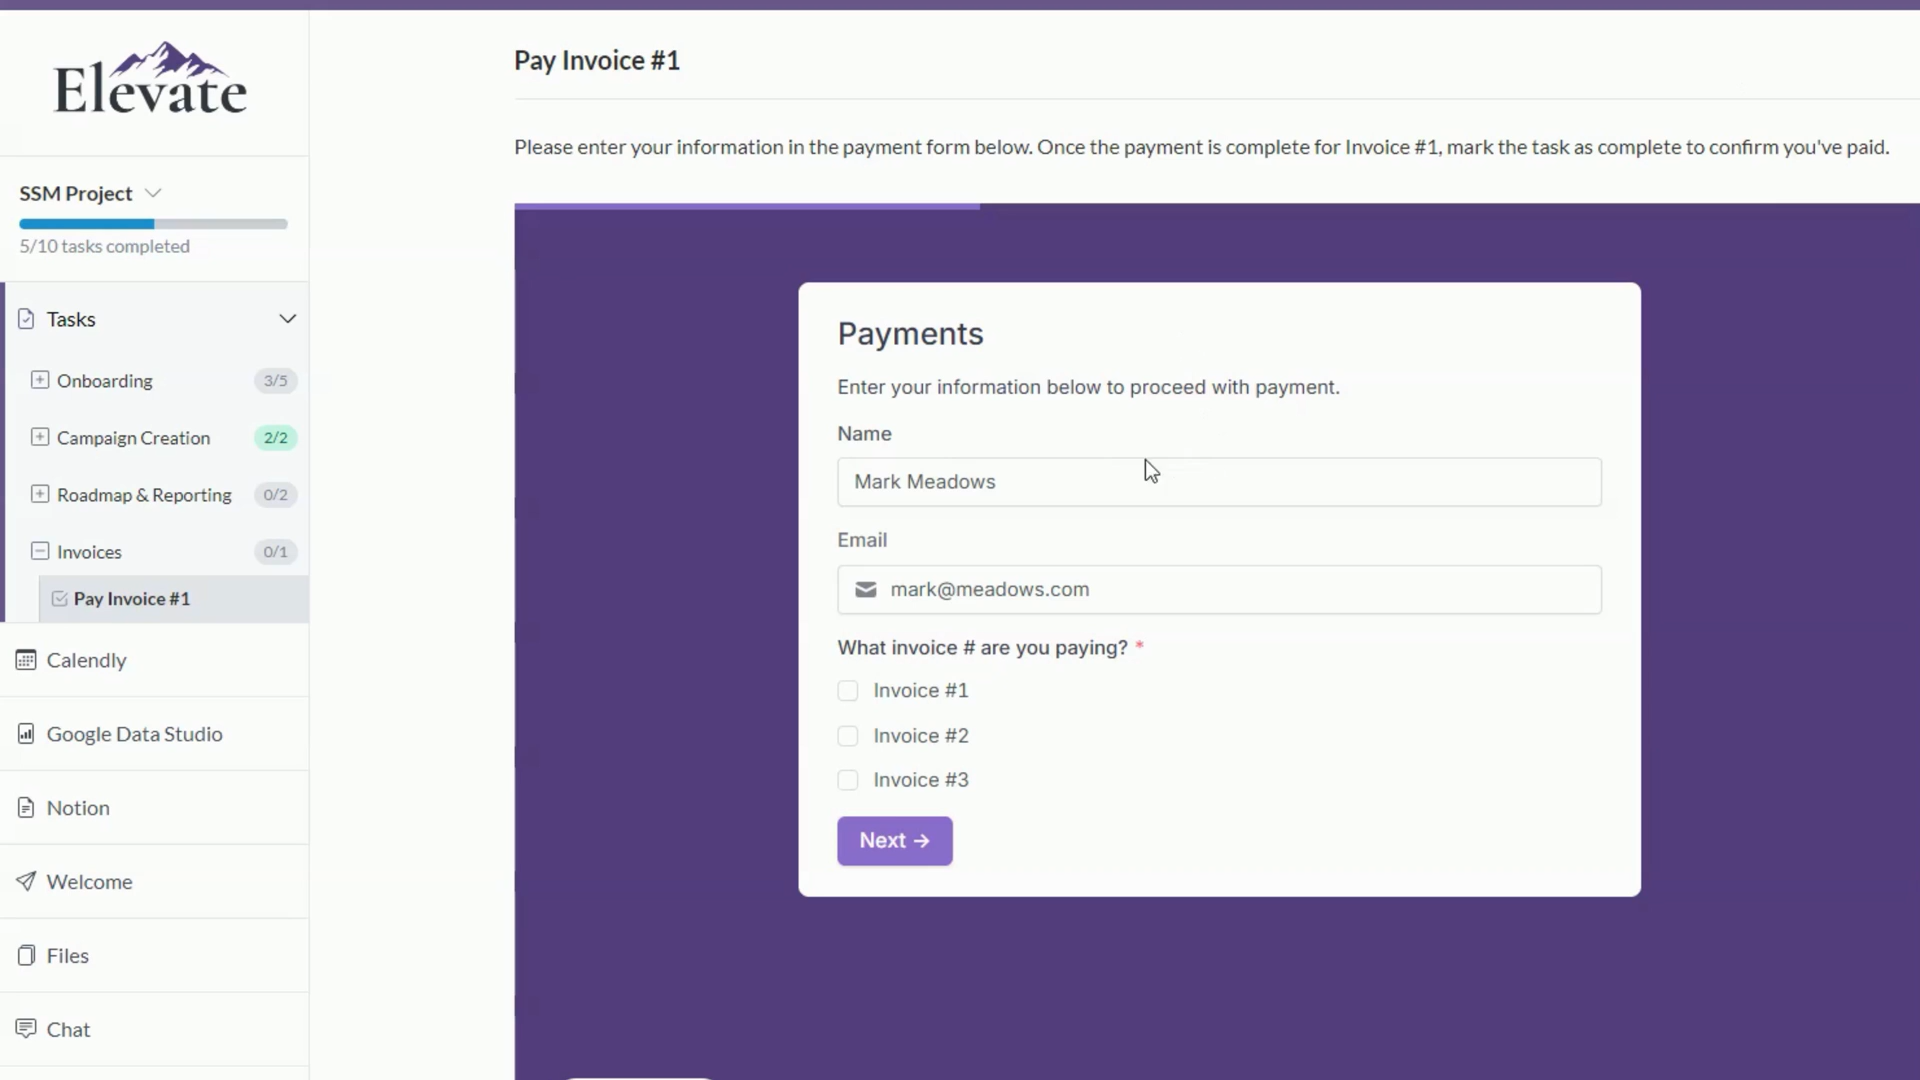 Elevate
SSM Project
5/10 tasks completed
Tasks
Onboarding 3/5
Campaign Creation 2/2
Roadmap & Reporting 0/2
Invoices 0/1
Pay Invoice #1
Calendly
Google Data Studio
Notion
Welcome
Files
Chat
Pay Invoice #1
Please enter your information in the payment form below. Once the payment is complete for Invoice #1, mark the task as complete to confirm you've paid.
Payments
Enter your information below to proceed with payment.
Name
Mark Meadows
Email
mark@meadows.com
What invoice # are you paying? *
Invoice #1
Invoice #2
Invoice #3
Next →